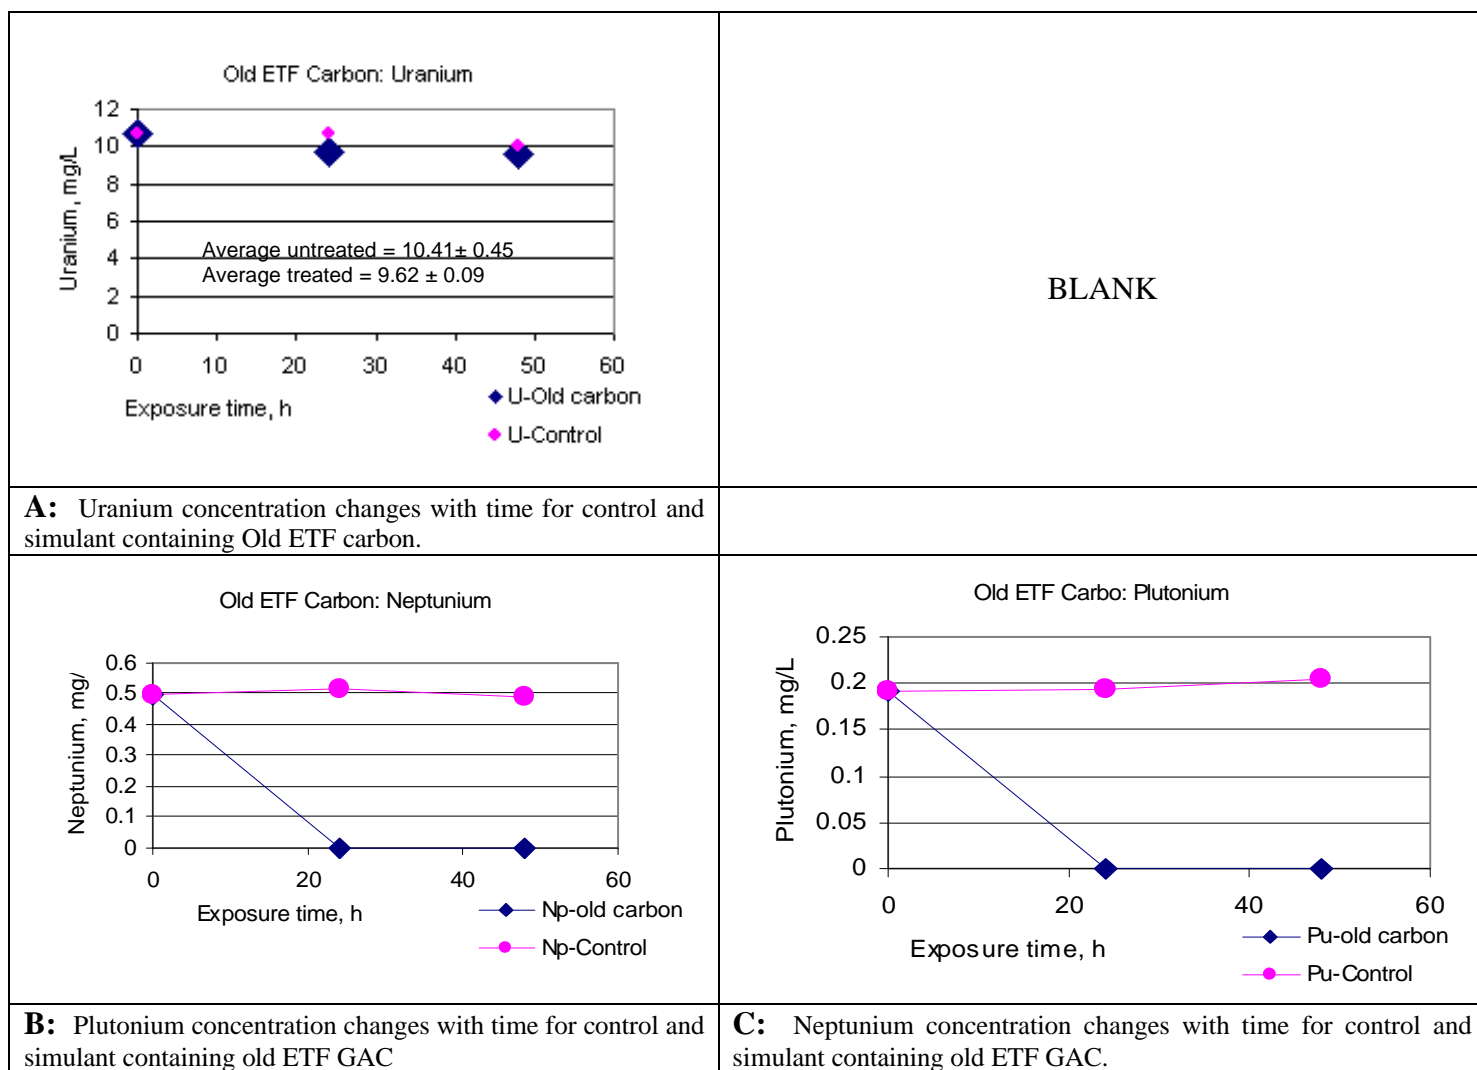 Old ETF Carbon: Uranium
12
10
8
6
4
2
0
Uranium, mg/L
Average untreated = 10.41± 0.45
Average treated = 9.62 ± 0.09
0 10 20 30 40 50 60
Exposure time, h
U-Old carbon
U-Control
BLANK
A: Uranium concentration changes with time for control and
simulant containing Old ETF carbon.
Old ETF Carbon: Neptunium
0.6
0.5
0.4
0.3
0.2
0.1
0
Neptunium, mg/
0 20 40 60
Exposure time, h
Np-old carbon
Np-Control
Old ETF Carbo: Plutonium
0.25
0.2
0.15
0.1
0.05
0
Plutonium, mg/L
0 20 40 60
Exposure time, h
Pu-old carbon
Pu-Control
B: Plutonium concentration changes with time for control and
simulant containing old ETF GAC
C: Neptunium concentration changes with time for control and
simulant containing old ETF GAC.